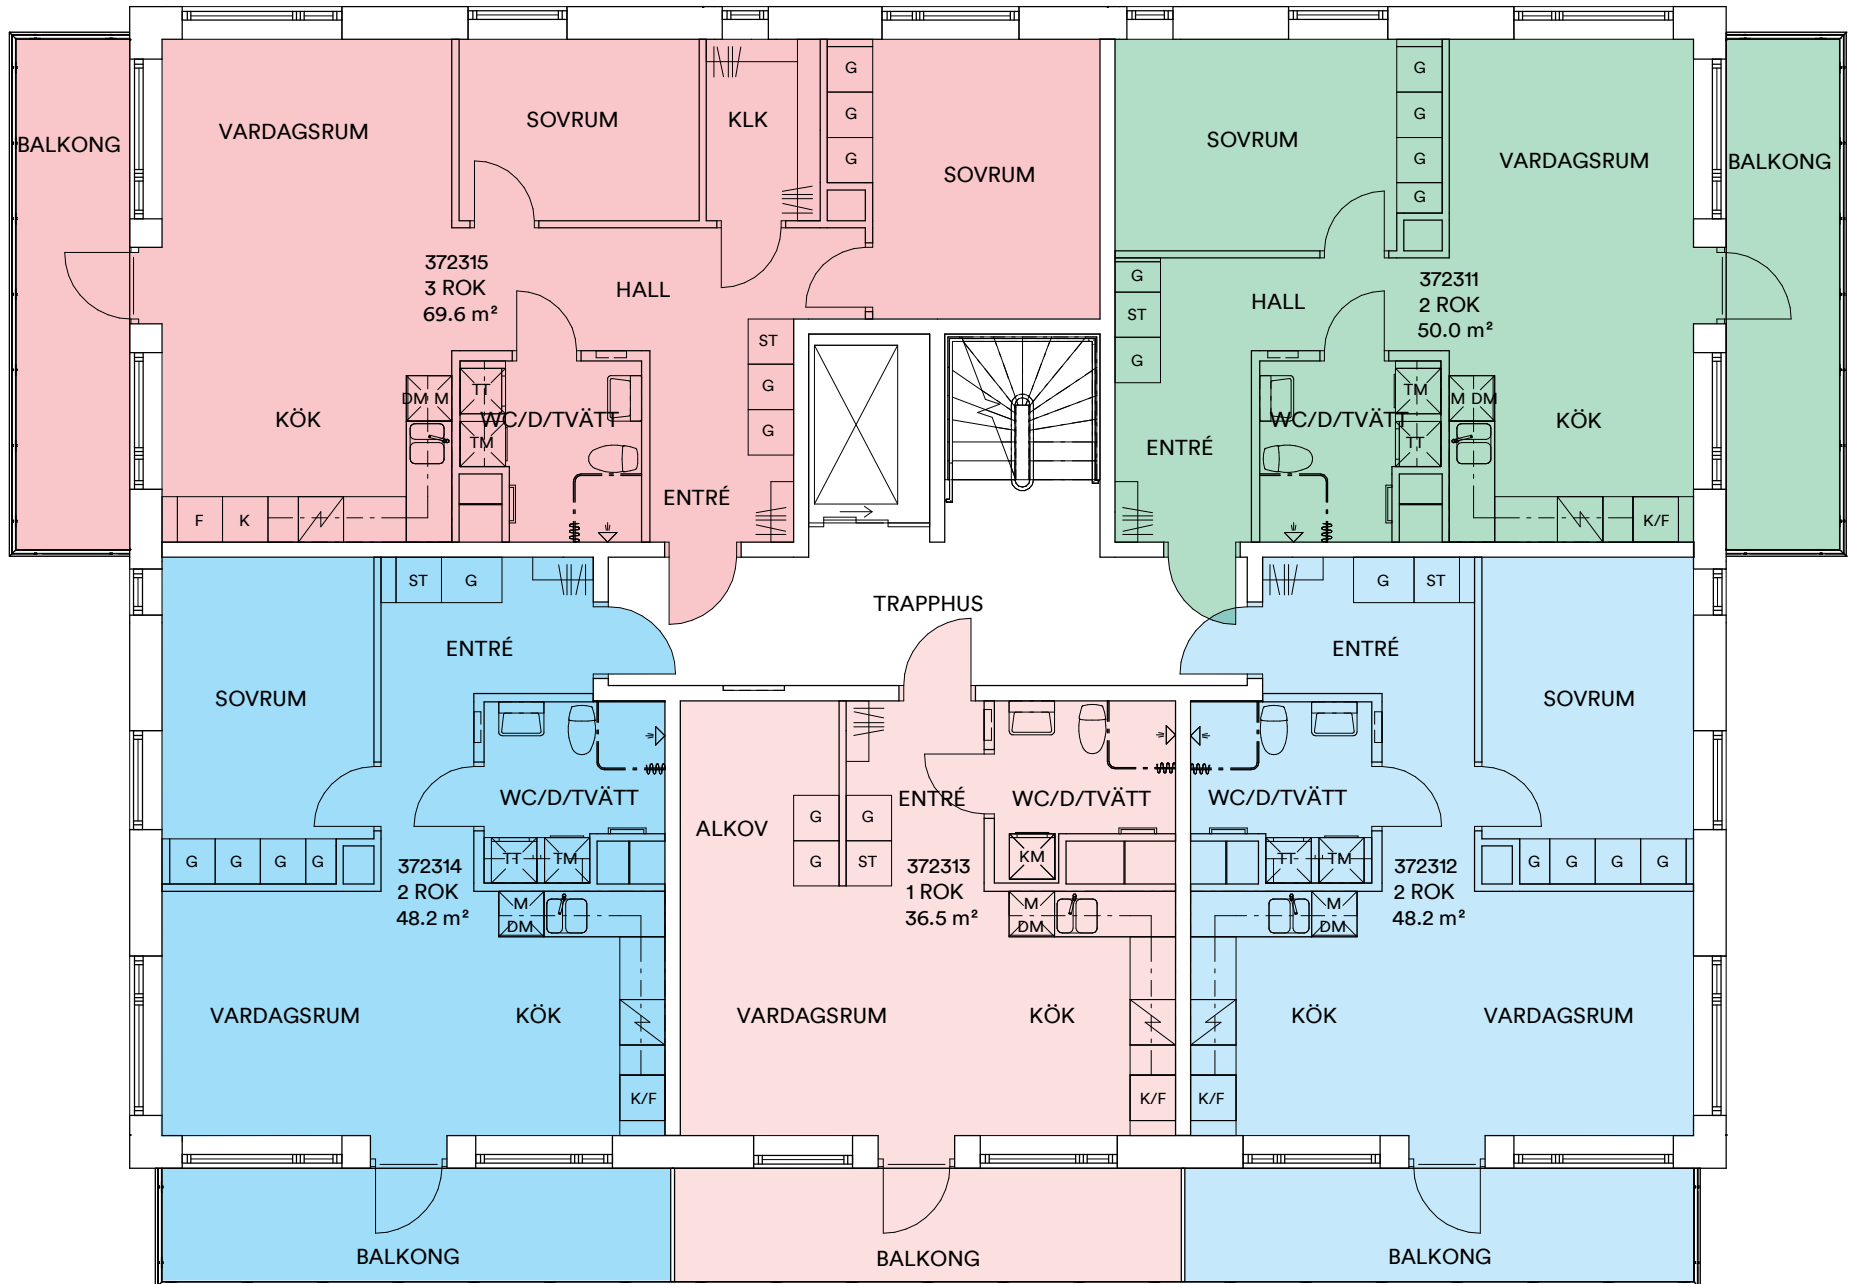 BALKONG
VARDAGSRUM
SOVRUM
KLK
G
G
G
SOVRUM
372315
3 ROK
69.6 m²
HALL
ST
G
G
KÖK
DM M
TT
WC/D/TVÄTT
TM
ENTRÉ
F
K
SOVRUM
G
G
G
G
VARDAGSRUM
BALKONG
G
ST
G
HALL
372311
2 ROK
50.0 m²
ENTRÉ
WC/D/TVÄTT
TM
TT
M DM
KÖK
K/F
TRAPPHUS
ST
G
ENTRÉ
SOVRUM
WC/D/TVÄTT
G
G
G
G
372314
2 ROK
48.2 m²
TT
TM
M
DM
VARDAGSRUM
KÖK
K/F
BALKONG
ALKOV
G
G
G
ST
ENTRÉ
WC/D/TVÄTT
372313
1 ROK
36.5 m²
KM
M
DM
VARDAGSRUM
KÖK
K/F
BALKONG
G
ST
ENTRÉ
SOVRUM
WC/D/TVÄTT
TT
TM
372312
2 ROK
48.2 m²
G
G
G
G
M
DM
KÖK
VARDAGSRUM
K/F
BALKONG